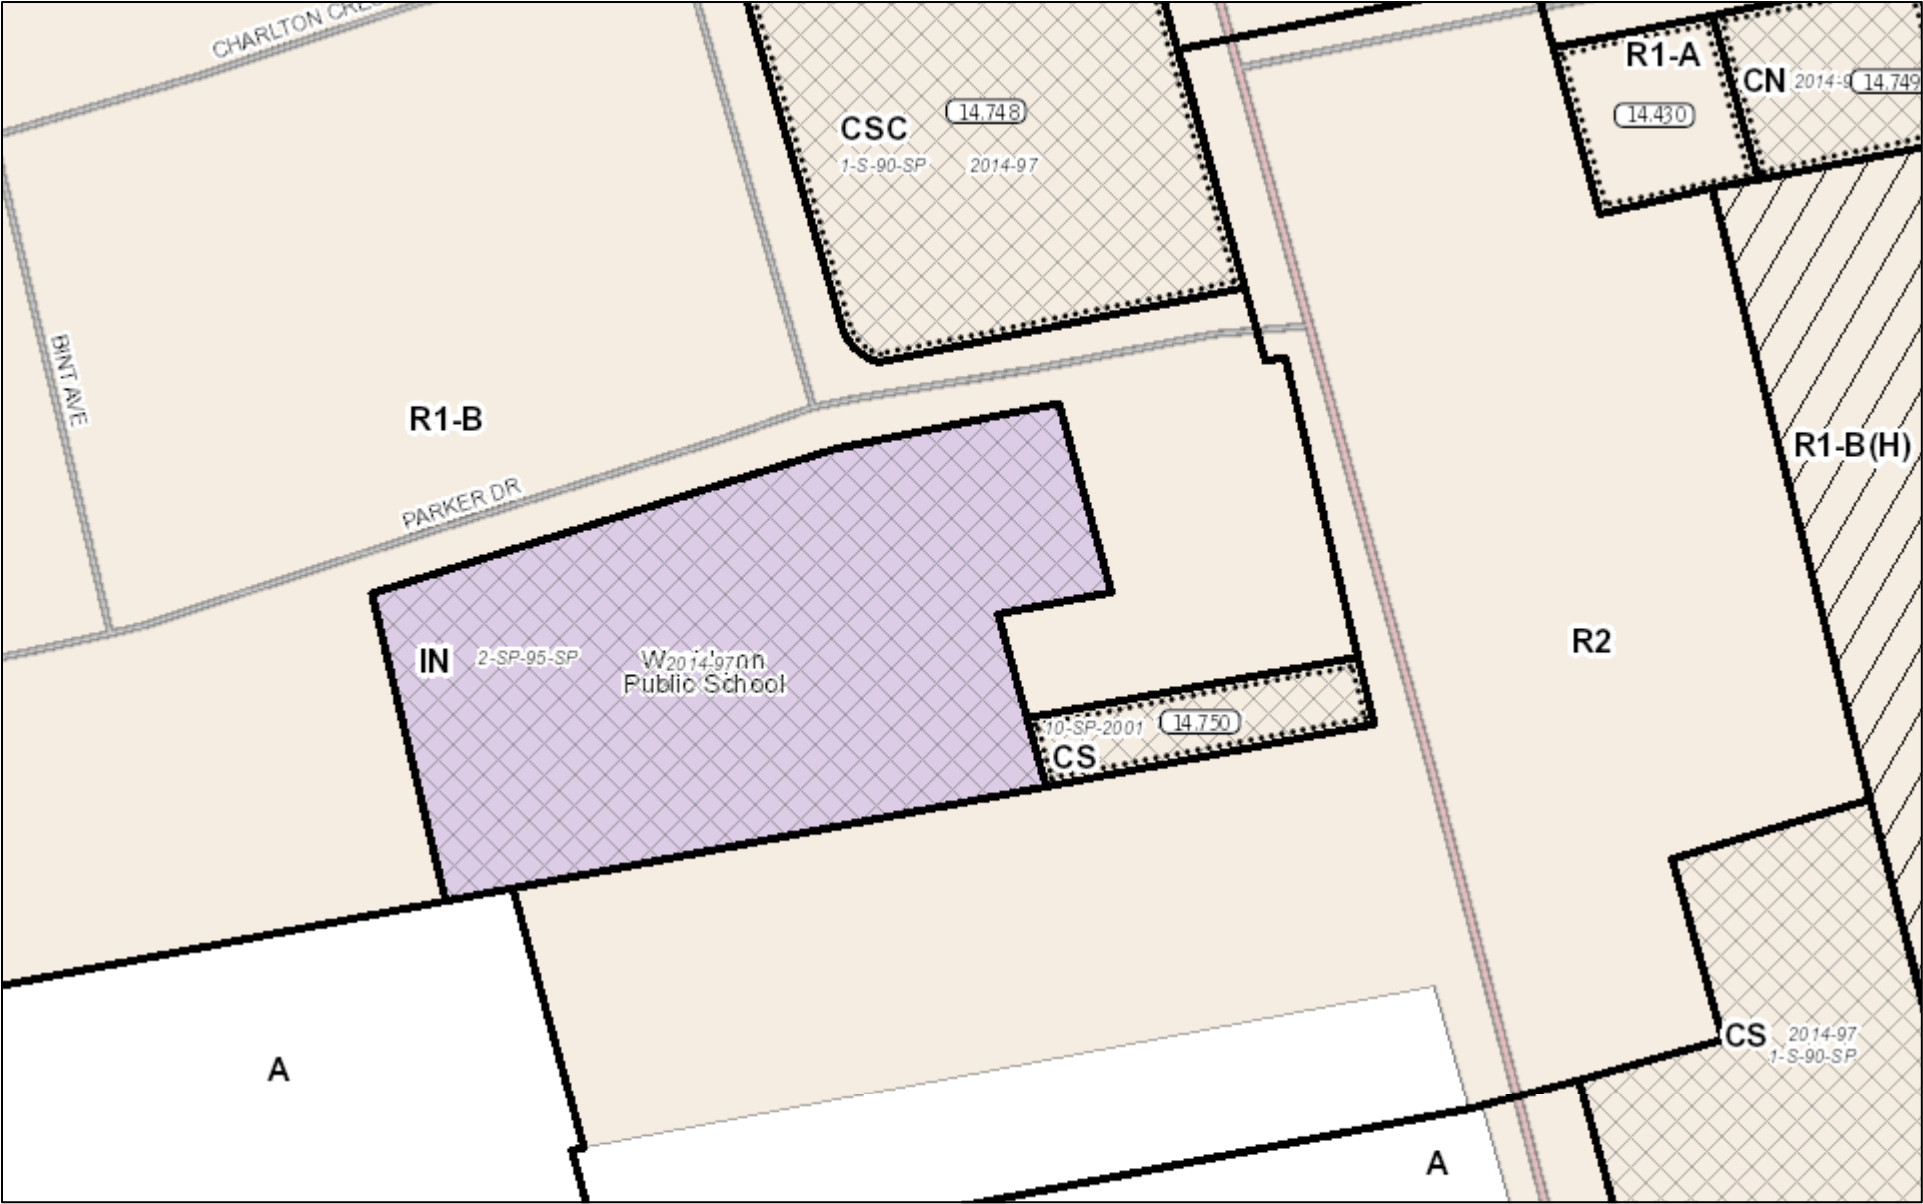 CHARLTON CRE
R1-A
CN 2014-9 14.749
14.748
14.430
CSC
1-S-90-SP 2014-97
BINT AVE
R1-B
R1-B(H)
PARKER DR
R2
IN 2-SP-95-SP 2014-97
Public School
10-SP-2001 14.750
CS
CS 2014-97
1-S-90-SP
A
A